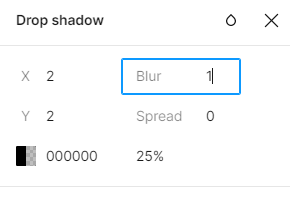 Drop shadow
X 2 Blur 1
Y 2 Spread 0
000000 25%